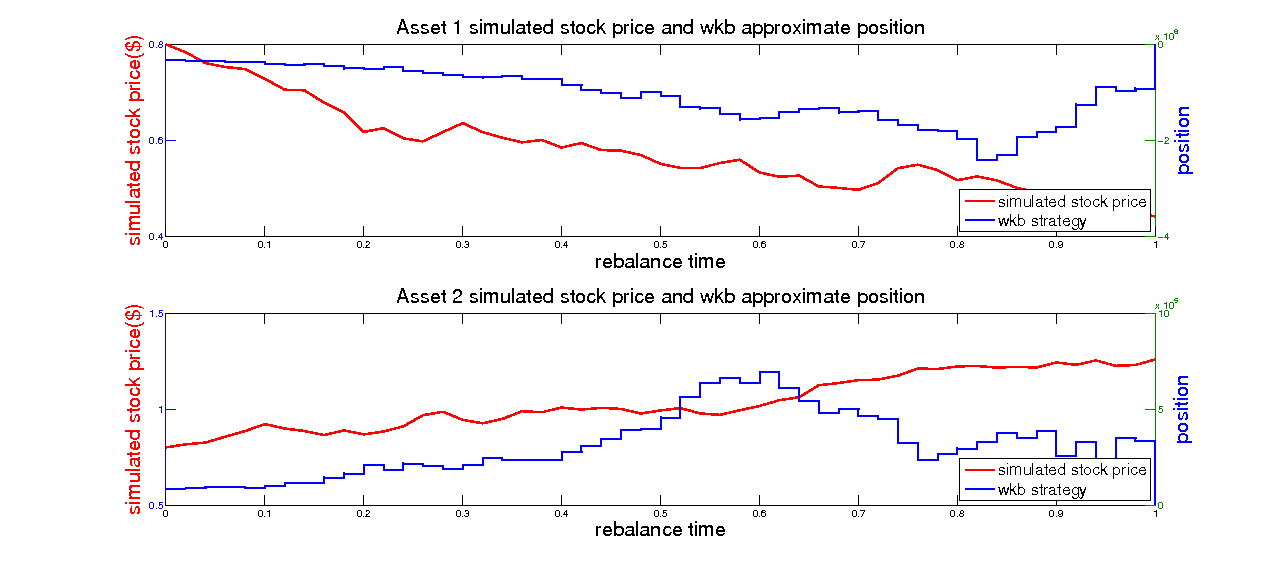 Asset 1 simulated stock price and wkb approximate position
simulated stock price($)
0.8
0.6
0.4
0
−2
−4
position
0 0.1 0.2 0.3 0.4 0.5 0.6 0.7 0.8 0.9 1
rebalance time
simulated stock price
wkb strategy
Asset 2 simulated stock price and wkb approximate position
simulated stock price($)
1.5
1
0.5
10
5
0
position
0 0.1 0.2 0.3 0.4 0.5 0.6 0.7 0.8 0.9 1
rebalance time
simulated stock price
wkb strategy